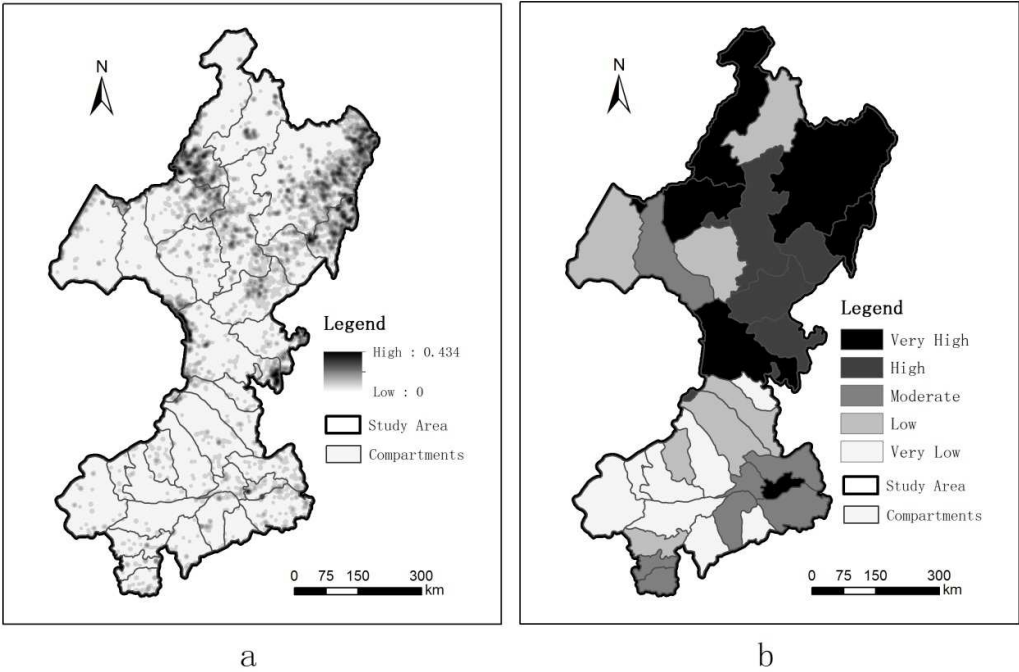 N
Legend
High : 0.434
Low : 0
Study Area
Compartments
0 75 150 300
km
a
N
Legend
Very High
High
Moderate
Low
Very Low
Study Area
Compartments
0 75 150 300
km
b